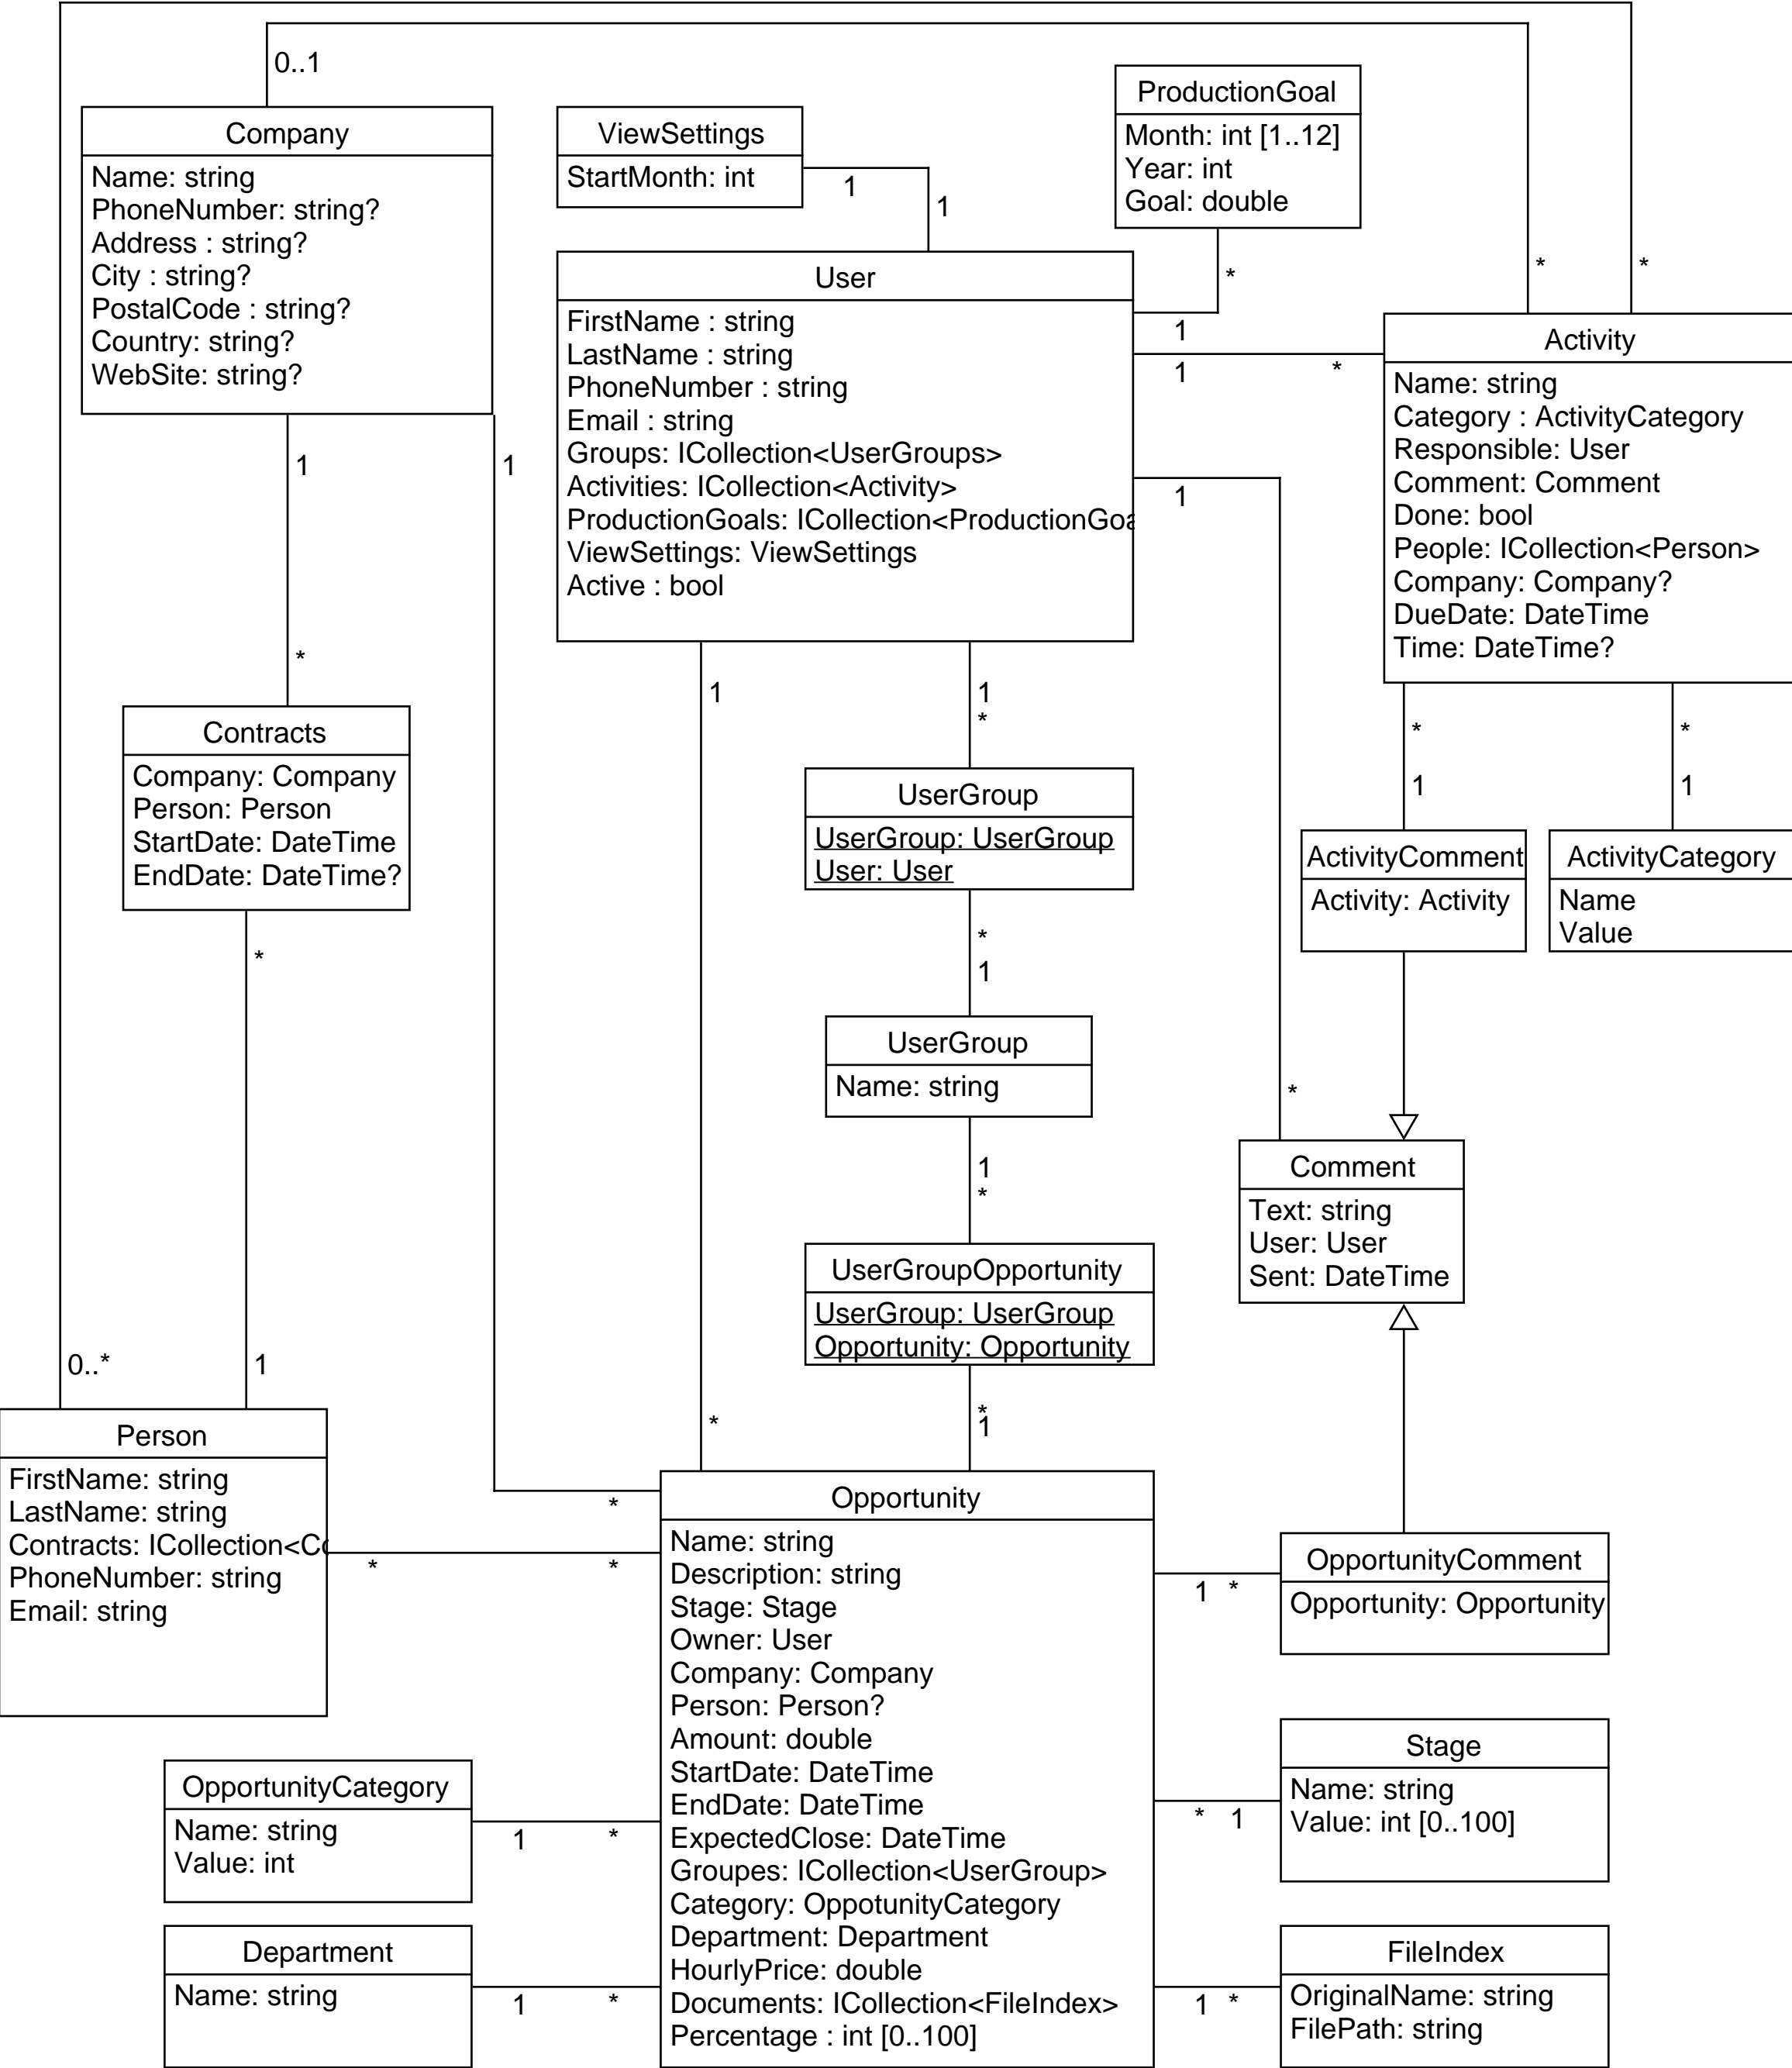 0..1
Company
Name: string
PhoneNumber: string?
Address : string?
City : string?
PostalCode : string?
Country: string?
WebSite: string?
ViewSettings
StartMonth: int
1
1
ProductionGoal
Month: int [1..12]
Year: int
Goal: double
*
*
*
User
FirstName : string
LastName : string
PhoneNumber : string
Email : string
Groups: ICollection<UserGroups>
Activities: ICollection<Activity>
ProductionGoals: ICollection<ProductionGoa
ViewSettings: ViewSettings
Active : bool
1
1
*
1
Activity
Name: string
Category : ActivityCategory
Responsible: User
Comment: Comment
Done: bool
People: ICollection<Person>
Company: Company?
DueDate: DateTime
Time: DateTime?
1
1
*
1
1
*
*
*
1
1
Contracts
Company: Company
Person: Person
StartDate: DateTime
EndDate: DateTime?
*
UserGroup
UserGroup: UserGroup
User: User
*
1
ActivityComment
Activity: Activity
ActivityCategory
Name
Value
UserGroup
Name: string
1
*
*
Comment
Text: string
User: User
Sent: DateTime
UserGroupOpportunity
UserGroup: UserGroup
Opportunity: Opportunity
0..*
1
*
*
1
Person
FirstName: string
LastName: string
Contracts: ICollection<Co
PhoneNumber: string
Email: string
*
*
*
Opportunity
Name: string
Description: string
Stage: Stage
Owner: User
Company: Company
Person: Person?
Amount: double
StartDate: DateTime
EndDate: DateTime
ExpectedClose: DateTime
Groupes: ICollection<UserGroup>
Category: OppotunityCategory
Department: Department
HourlyPrice: double
Documents: ICollection<FileIndex>
Percentage : int [0..100]
1 *
OpportunityComment
Opportunity: Opportunity
* 1
Stage
Name: string
Value: int [0..100]
OpportunityCategory
Name: string
Value: int
1
*
Department
Name: string
1
*
1 *
FileIndex
OriginalName: string
FilePath: string